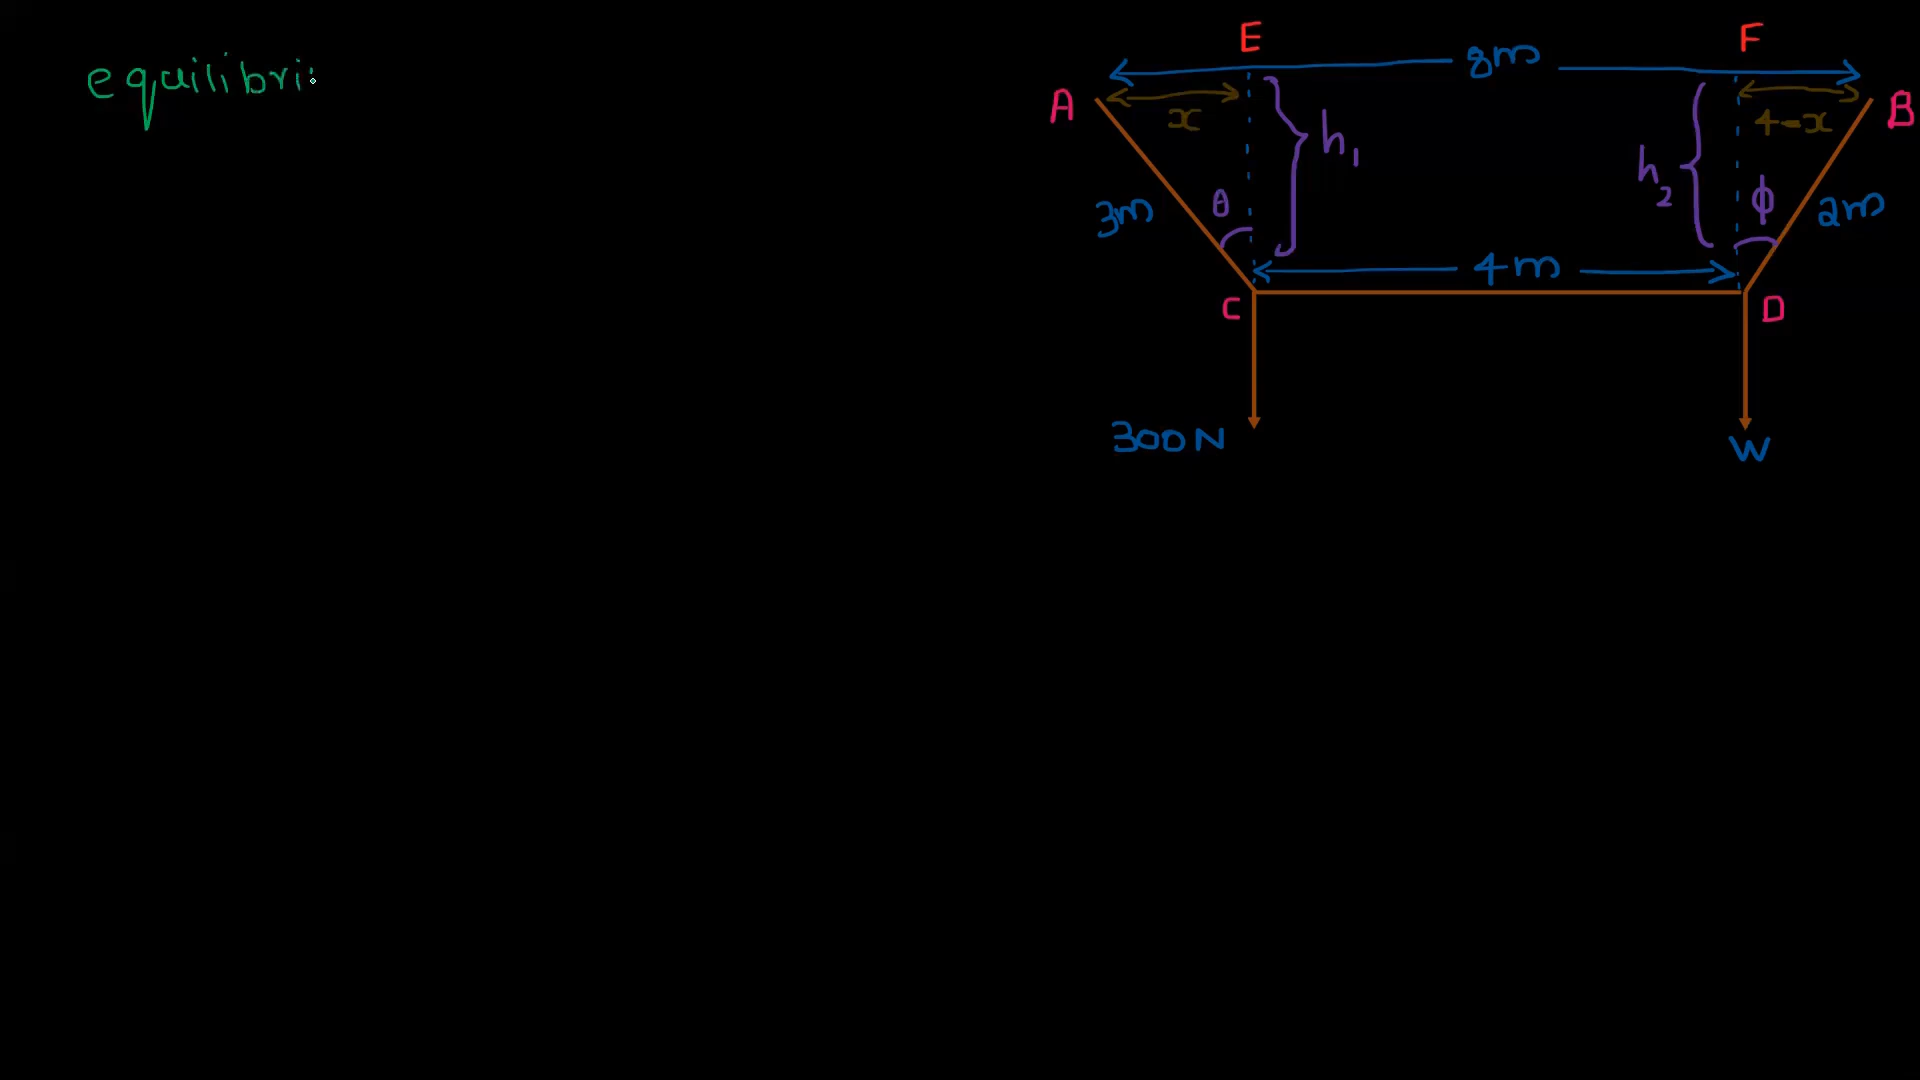 equilibri
E
F
8m
A
B
x
4-x
h₁
h₂
θ
ϕ
3m
2m
4m
C
D
300N
W